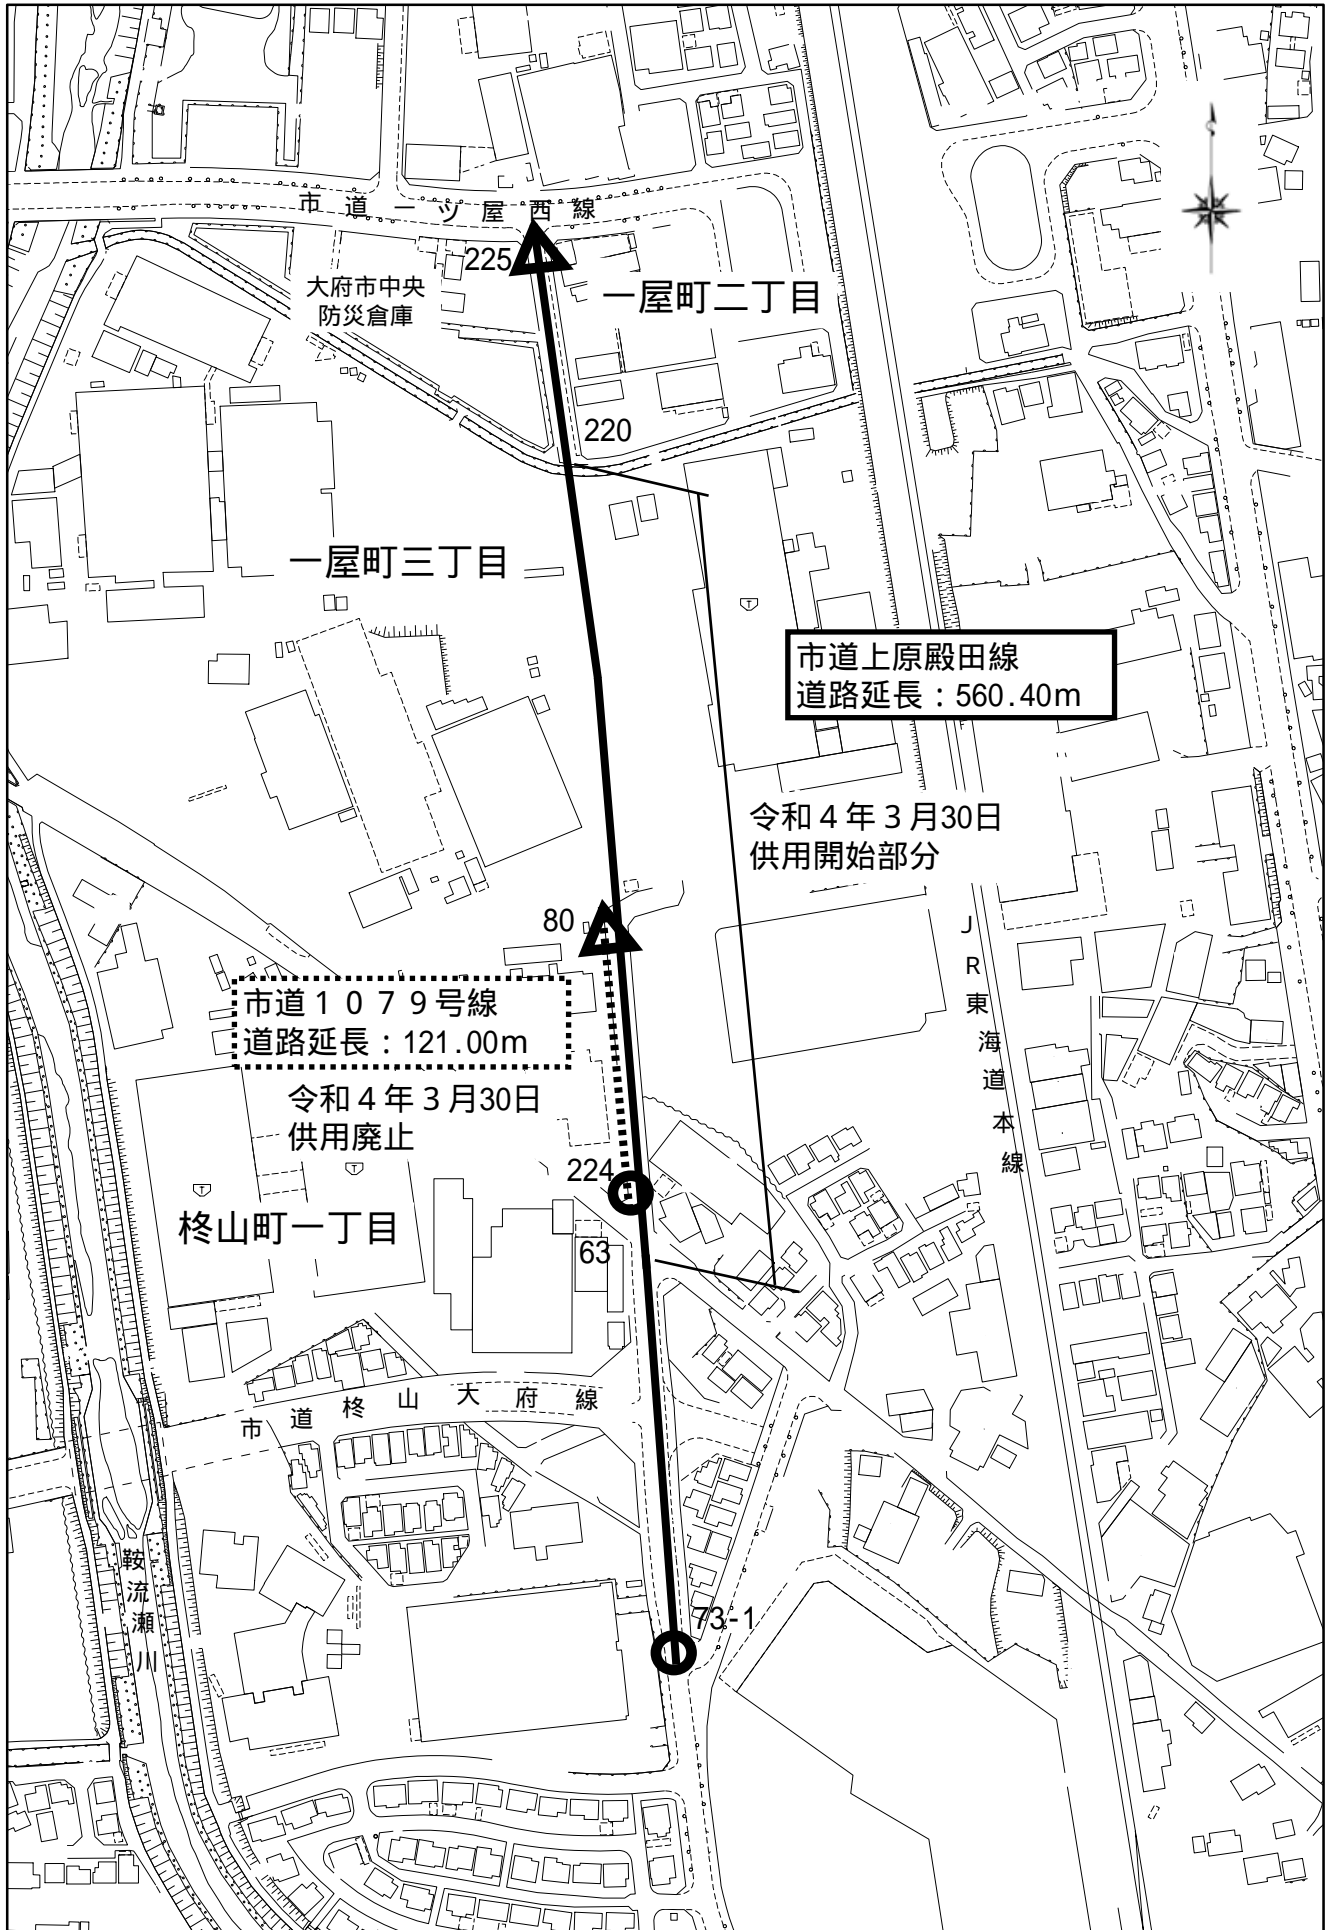 市道一ツ屋西線
225
大府市中央
防災倉庫
一屋町二丁目
220
一屋町三丁目
市道上原殿田線
道路延長：560.40m
令和４年３月30日
供用開始部分
80
ＪＲ東海道本線
市道１０７９号線
道路延長：121.00m
令和４年３月30日
供用廃止
224
柊山町一丁目
63
市道柊山大府線
鞍流瀬川
73-1